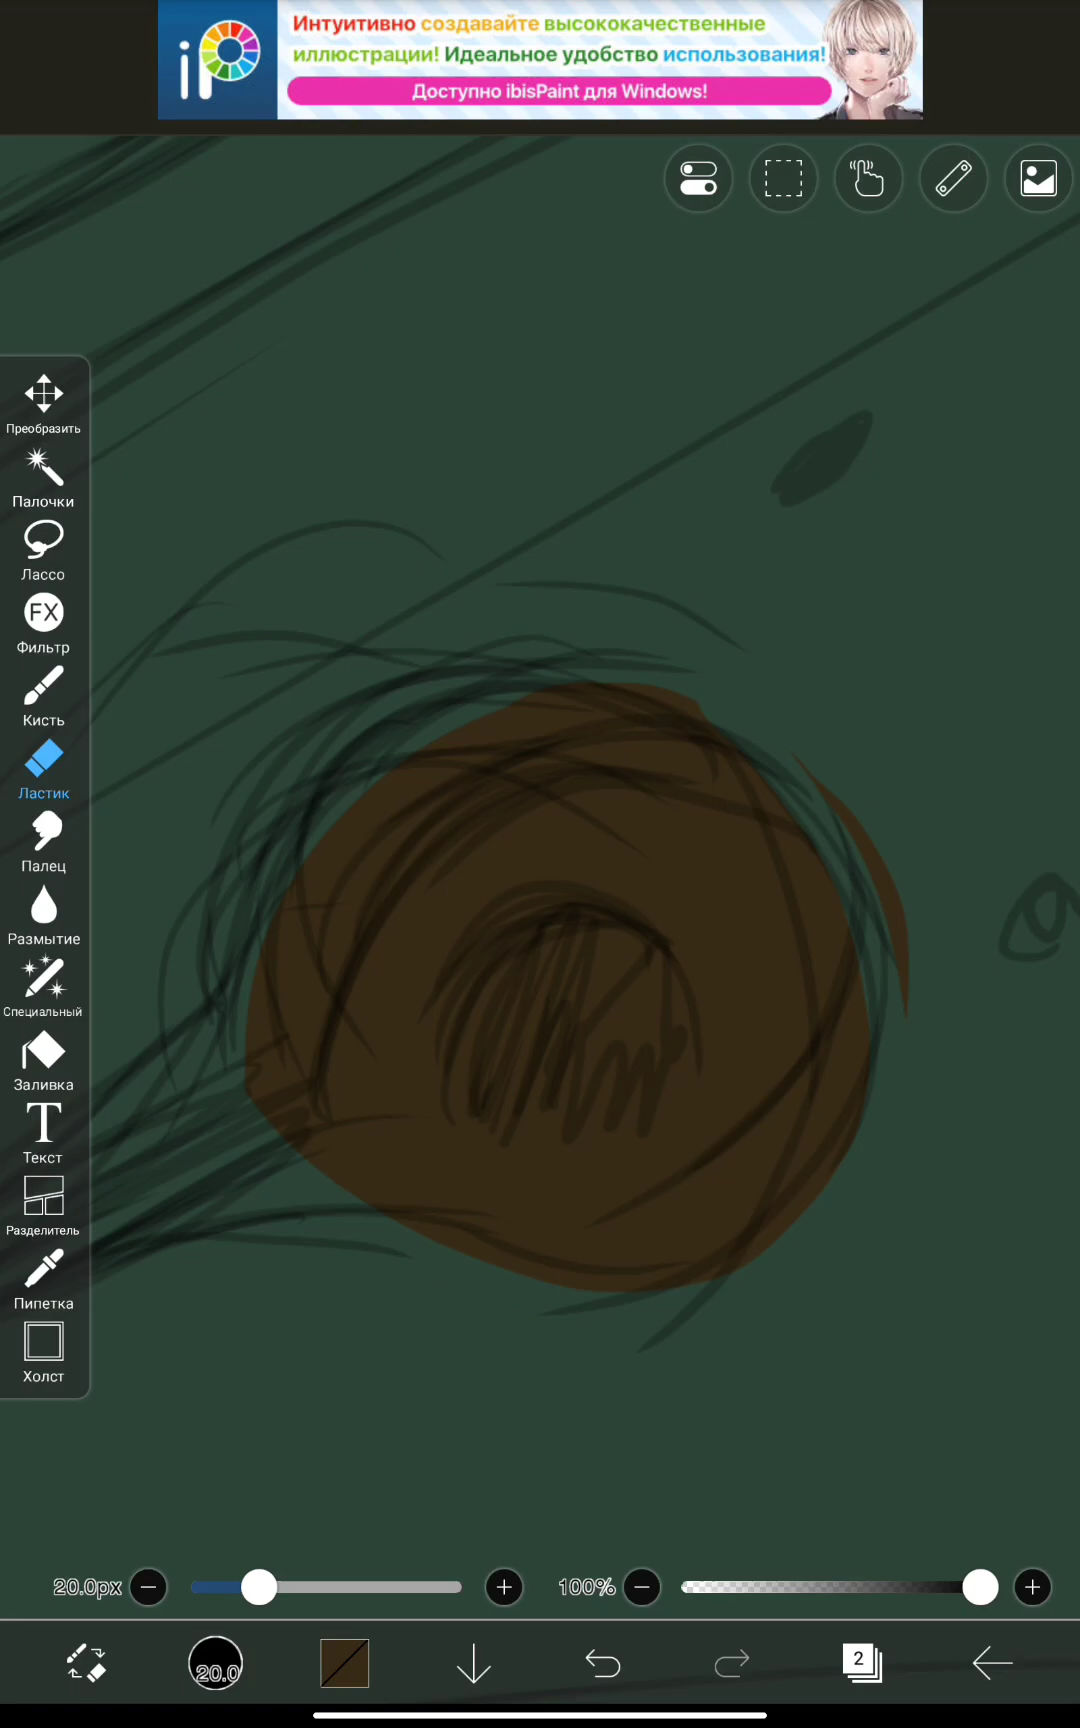 Интуитивно создавайте высококачественные
иллюстрации! Идеальное удобство использования!
Доступно ibisPaint для Windows!
Преобразить
Палочки
Лассо
FX
Фильтр
Кисть
Ластик
Палец
Размытие
Специальный
Заливка
T
Текст
Разделитель
Пипетка
Холст
20.0px
100%
20.0
2